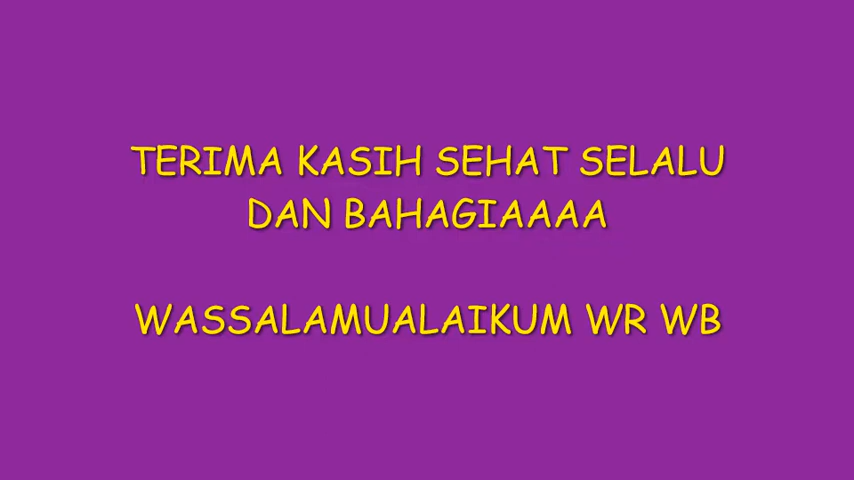 TERIMA KASIH SEHAT SELALU
DAN BAHAGIAAAA
WASSALAMUALAIKUM WR WB